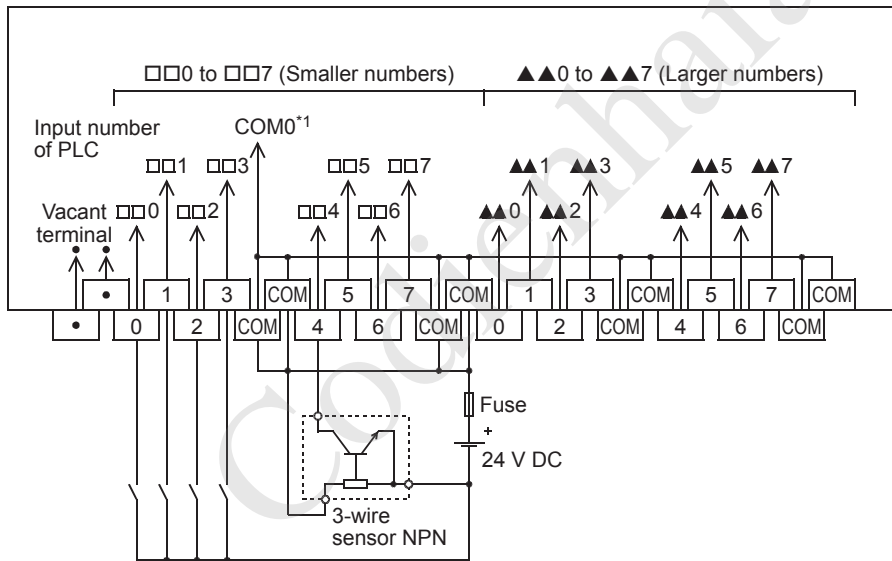 □□0 to □□7 (Smaller numbers) ▲▲0 to ▲▲7 (Larger numbers)
Input number
of PLC
COM0*1
□□1 □□3 □□5 □□7 ▲▲1 ▲▲3 ▲▲5 ▲▲7
Vacant
terminal
□□0 □□2 □□4 □□6 ▲▲0 ▲▲2 ▲▲4 ▲▲6
• 1 3 COM 5 7 COM 1 3 COM 5 7 COM
• 0 2 COM 4 6 COM 0 2 COM 4 6 COM
Fuse
+
24 V DC
3-wire
sensor NPN
Codienhaiau